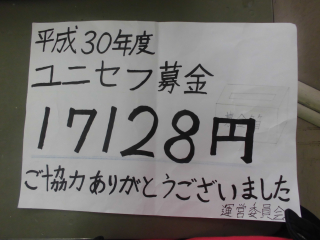 平成30年度
ユニセフ募金
17128円
ご協力ありがとうございました
運営委員会